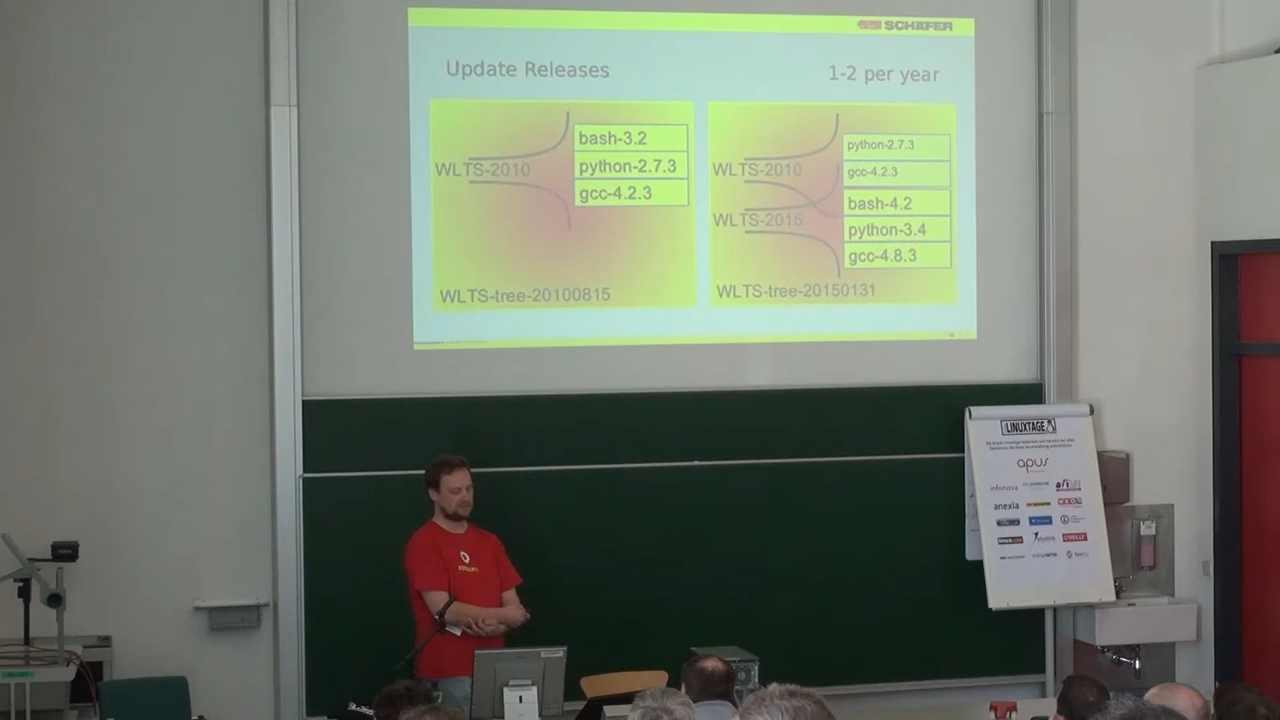 SCHÄFER
Update Releases
1-2 per year
WLTS-2010
bash-3.2
python-2.7.3
gcc-4.2.3
WLTS-tree-20100815
WLTS-2010
WLTS-2015
python-2.7.3
gcc-4.2.3
bash-4.2
python-3.4
gcc-4.8.3
WLTS-tree-20150131
LINUXTAGE
apus
infonova
anexia
O'REILLY